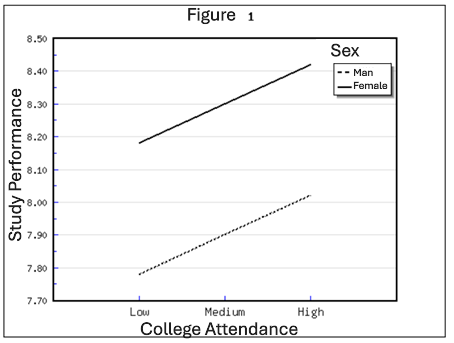 Figure 1
Sex
Man
Female
8.50
8.40
8.30
8.20
8.10
8.00
7.90
7.80
7.70
Study Performance
Low Medium High
College Attendance